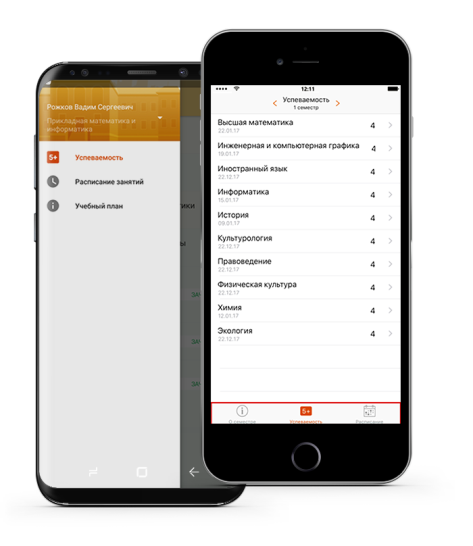 Рожков Вадим Сергеевич
Прикладная математика и
информатика
5+ Успеваемость
Расписание занятий
Учебный план
12:11
Успеваемость
1 семестр
Высшая математика 4
22.01.17
Инженерная и компьютерная графика 4
19.01.17
Иностранный язык 4
22.12.17
Информатика 4
15.01.17
История 4
09.01.17
Культурология 4
22.12.17
Правоведение 4
22.12.17
Физическая культура 4
22.12.17
Химия 4
12.01.17
Экология 4
22.12.17
5+
О семестре Успеваемость Расписание